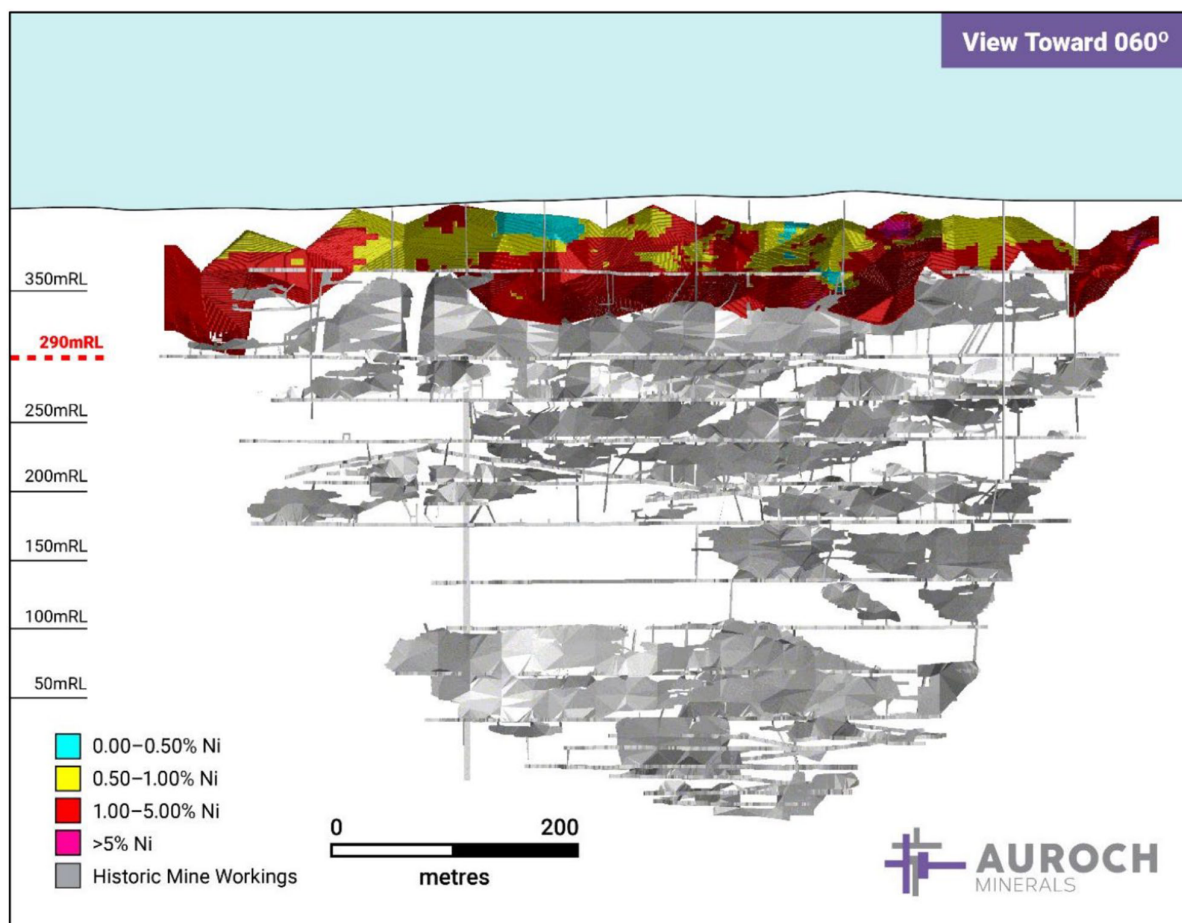 View Toward 060º
350mRL
290mRL
250mRL
200mRL
150mRL
100mRL
50mRL
0.00–0.50% Ni
0.50–1.00% Ni
1.00–5.00% Ni
>5% Ni
Historic Mine Workings
0 200
metres
AUROCH
MINERALS